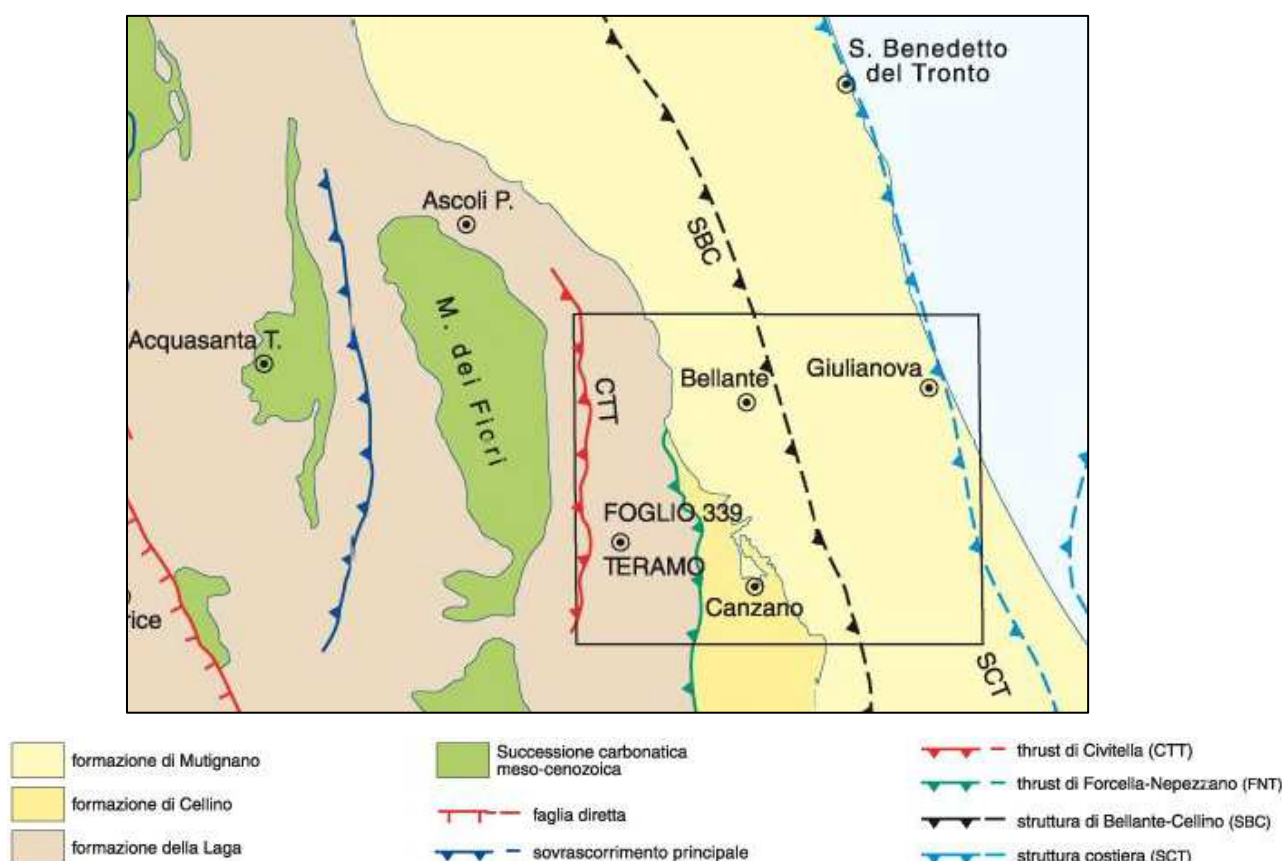 S. Benedetto
del Tronto
Ascoli P.
SBC
M. dei Fiori
Acquasanta T.
CTT
Bellante
Giulianova
FOGLIO 339
TERAMO
Canzano
rice
SCT
formazione di Mutignano
formazione di Cellino
formazione della Laga
Successione carbonatica
meso-cenozoica
faglia diretta
sovrascorrimento principale
thrust di Civitella (CTT)
thrust di Forcella-Nepezzano (FNT)
struttura di Bellante-Cellino (SBC)
struttura costiera (SCT)